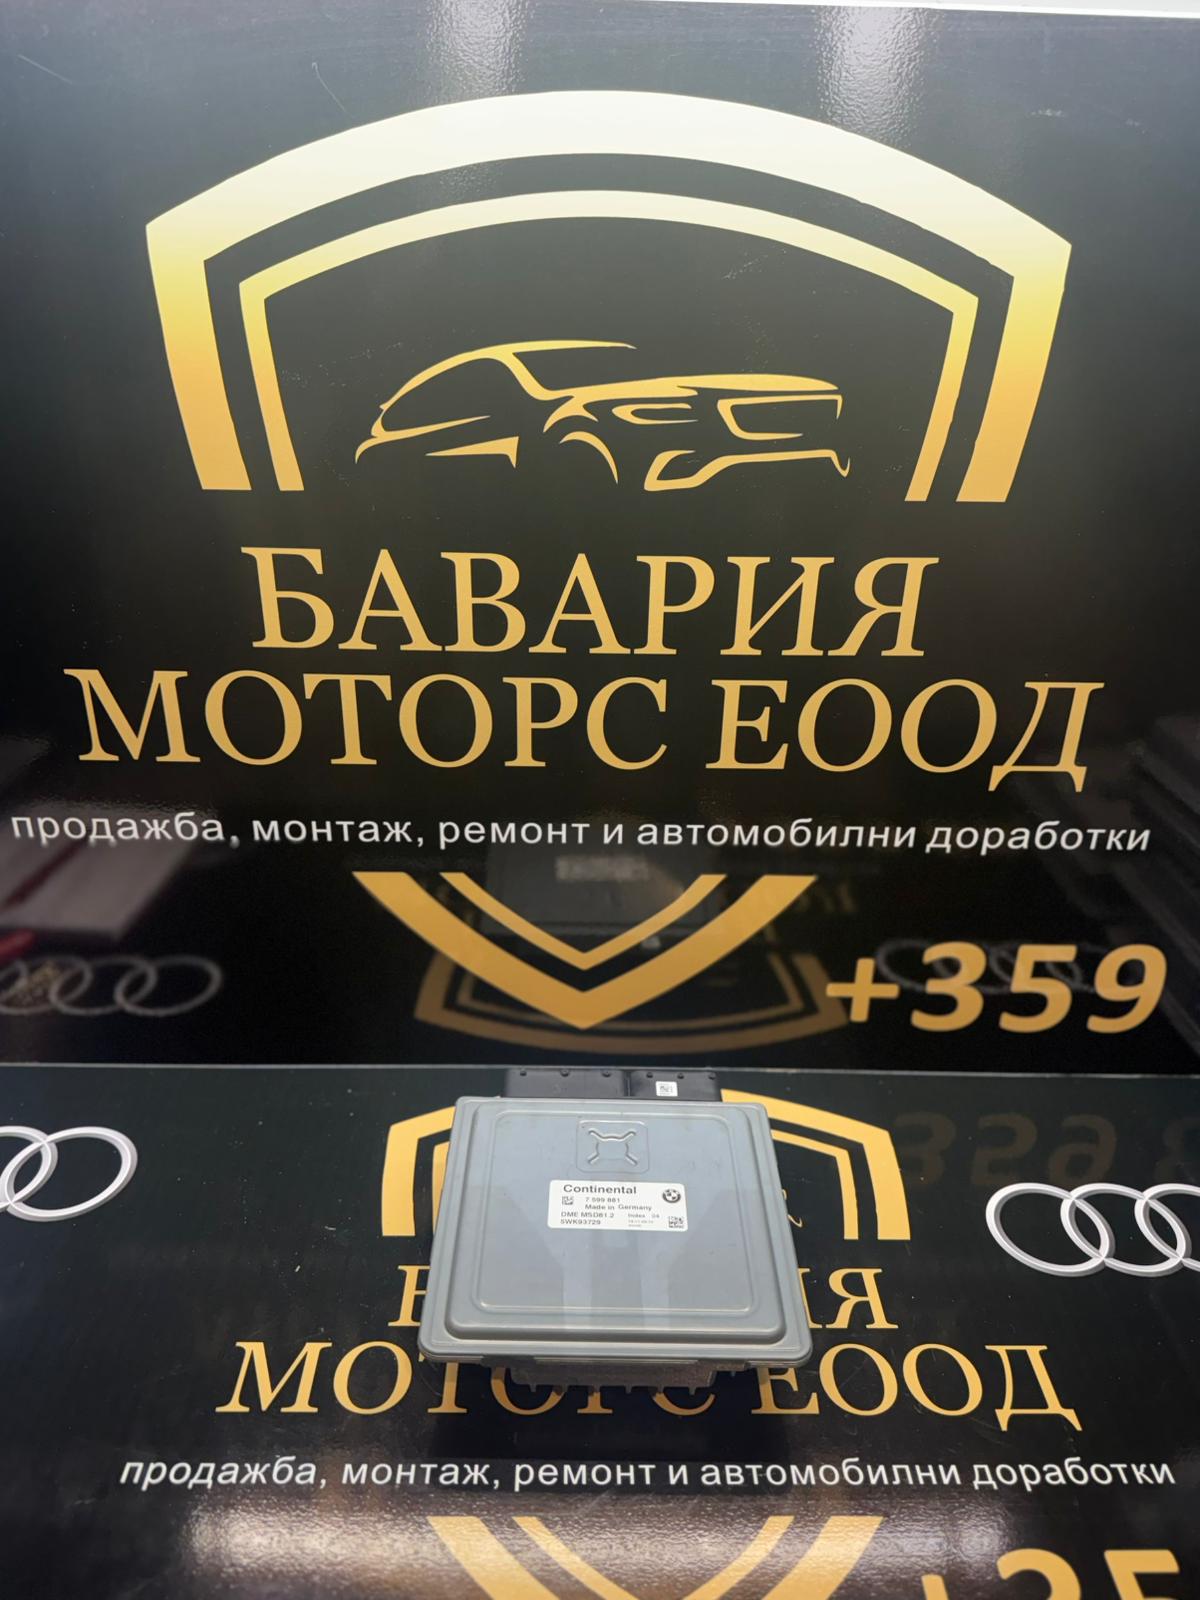 БАВАРИЯ
МОТОРС ЕООД
продажба, монтаж, ремонт и автомобилни доработки
+359
Continental
7 599 881
Made in Germany
DME MSD81.2 Index 04
5WK93729
МОТОРС ЕООД
продажба, монтаж, ремонт и автомобилни доработки